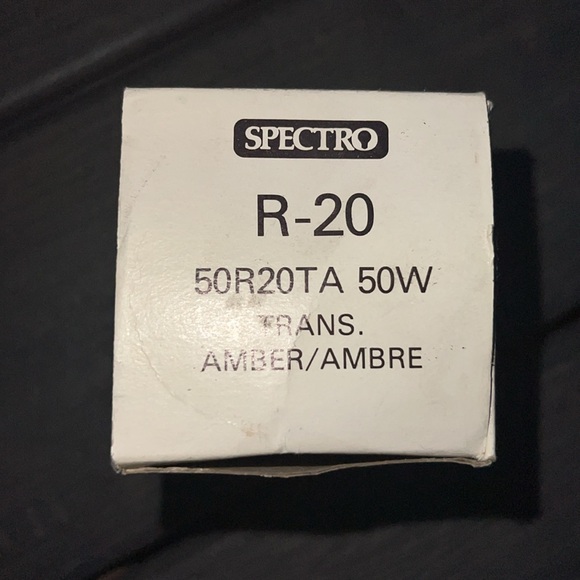 SPECTRO
R-20
50R20TA 50W
TRANS.
AMBER/AMBRE